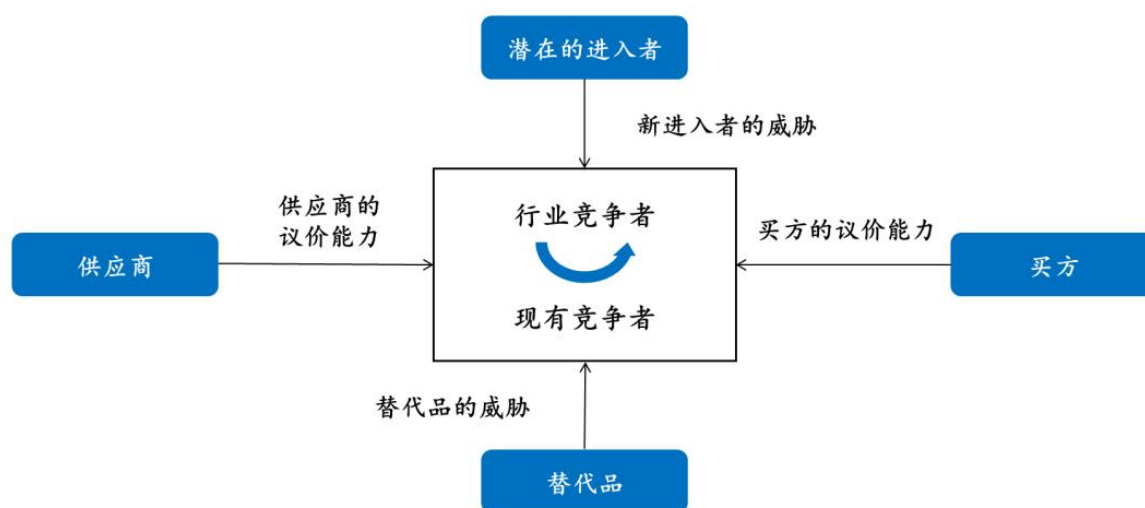 潜在的进入者
新进入者的威胁
供应商的
议价能力
行业竞争者
买方的议价能力
供应商
买方
现有竞争者
替代品的威胁
替代品